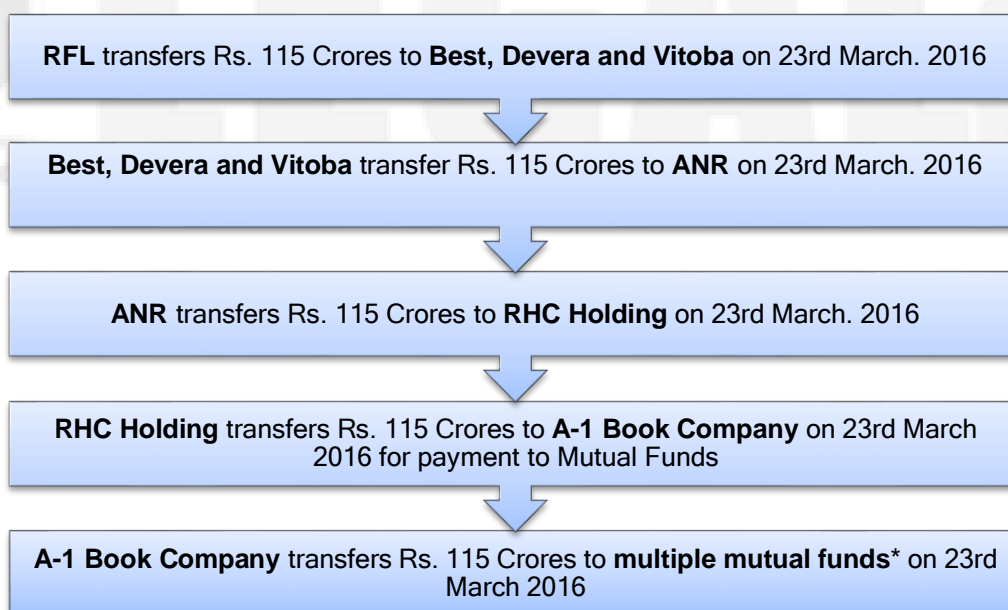 RFL transfers Rs. 115 Crores to Best, Devera and Vitoba on 23rd March. 2016
Best, Devera and Vitoba transfer Rs. 115 Crores to ANR on 23rd March. 2016
ANR transfers Rs. 115 Crores to RHC Holding on 23rd March. 2016
RHC Holding transfers Rs. 115 Crores to A-1 Book Company on 23rd March
2016 for payment to Mutual Funds
A-1 Book Company transfers Rs. 115 Crores to multiple mutual funds* on 23rd
March 2016